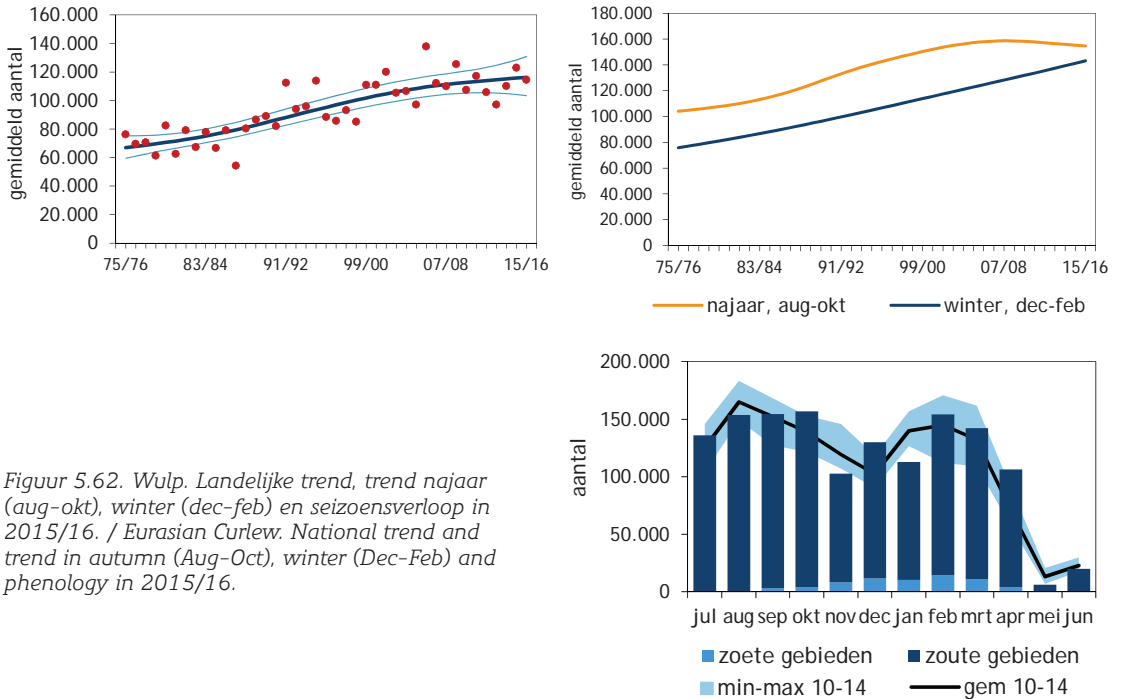 160.000
140.000
120.000
100.000
80.000
60.000
40.000
20.000
0
gemiddeld aantal
75/76 83/84 91/92 99/00 07/08 15/16
180.000
160.000
140.000
120.000
100.000
80.000
60.000
40.000
20.000
0
gemiddeld aantal
75/76 83/84 91/92 99/00 07/08 15/16
najaar, aug-okt winter, dec-feb
200.000
150.000
100.000
50.000
0
aantal
jul aug sep okt nov dec jan feb mrt apr mei jun
zoete gebieden zoute gebieden
min-max 10-14 gem 10-14
Figuur 5.62. Wulp. Landelijke trend, trend najaar
(aug-okt), winter (dec-feb) en seizoensverloop in
2015/16. / Eurasian Curlew. National trend and
trend in autumn (Aug-Oct), winter (Dec-Feb) and
phenology in 2015/16.